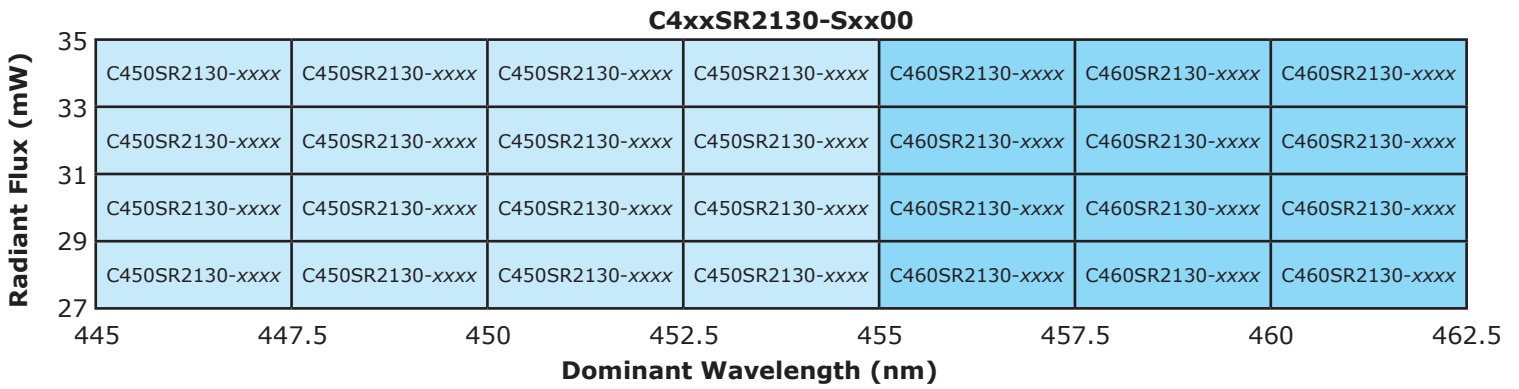 C4xxSR2130-Sxx00
Radiant Flux (mW)
35
C450SR2130-xxxx C450SR2130-xxxx C450SR2130-xxxx C450SR2130-xxxx C460SR2130-xxxx C460SR2130-xxxx C460SR2130-xxxx
33
C450SR2130-xxxx C450SR2130-xxxx C450SR2130-xxxx C450SR2130-xxxx C460SR2130-xxxx C460SR2130-xxxx C460SR2130-xxxx
31
C450SR2130-xxxx C450SR2130-xxxx C450SR2130-xxxx C450SR2130-xxxx C460SR2130-xxxx C460SR2130-xxxx C460SR2130-xxxx
29
C450SR2130-xxxx C450SR2130-xxxx C450SR2130-xxxx C450SR2130-xxxx C460SR2130-xxxx C460SR2130-xxxx C460SR2130-xxxx
27
445 447.5 450 452.5 455 457.5 460 462.5
Dominant Wavelength (nm)